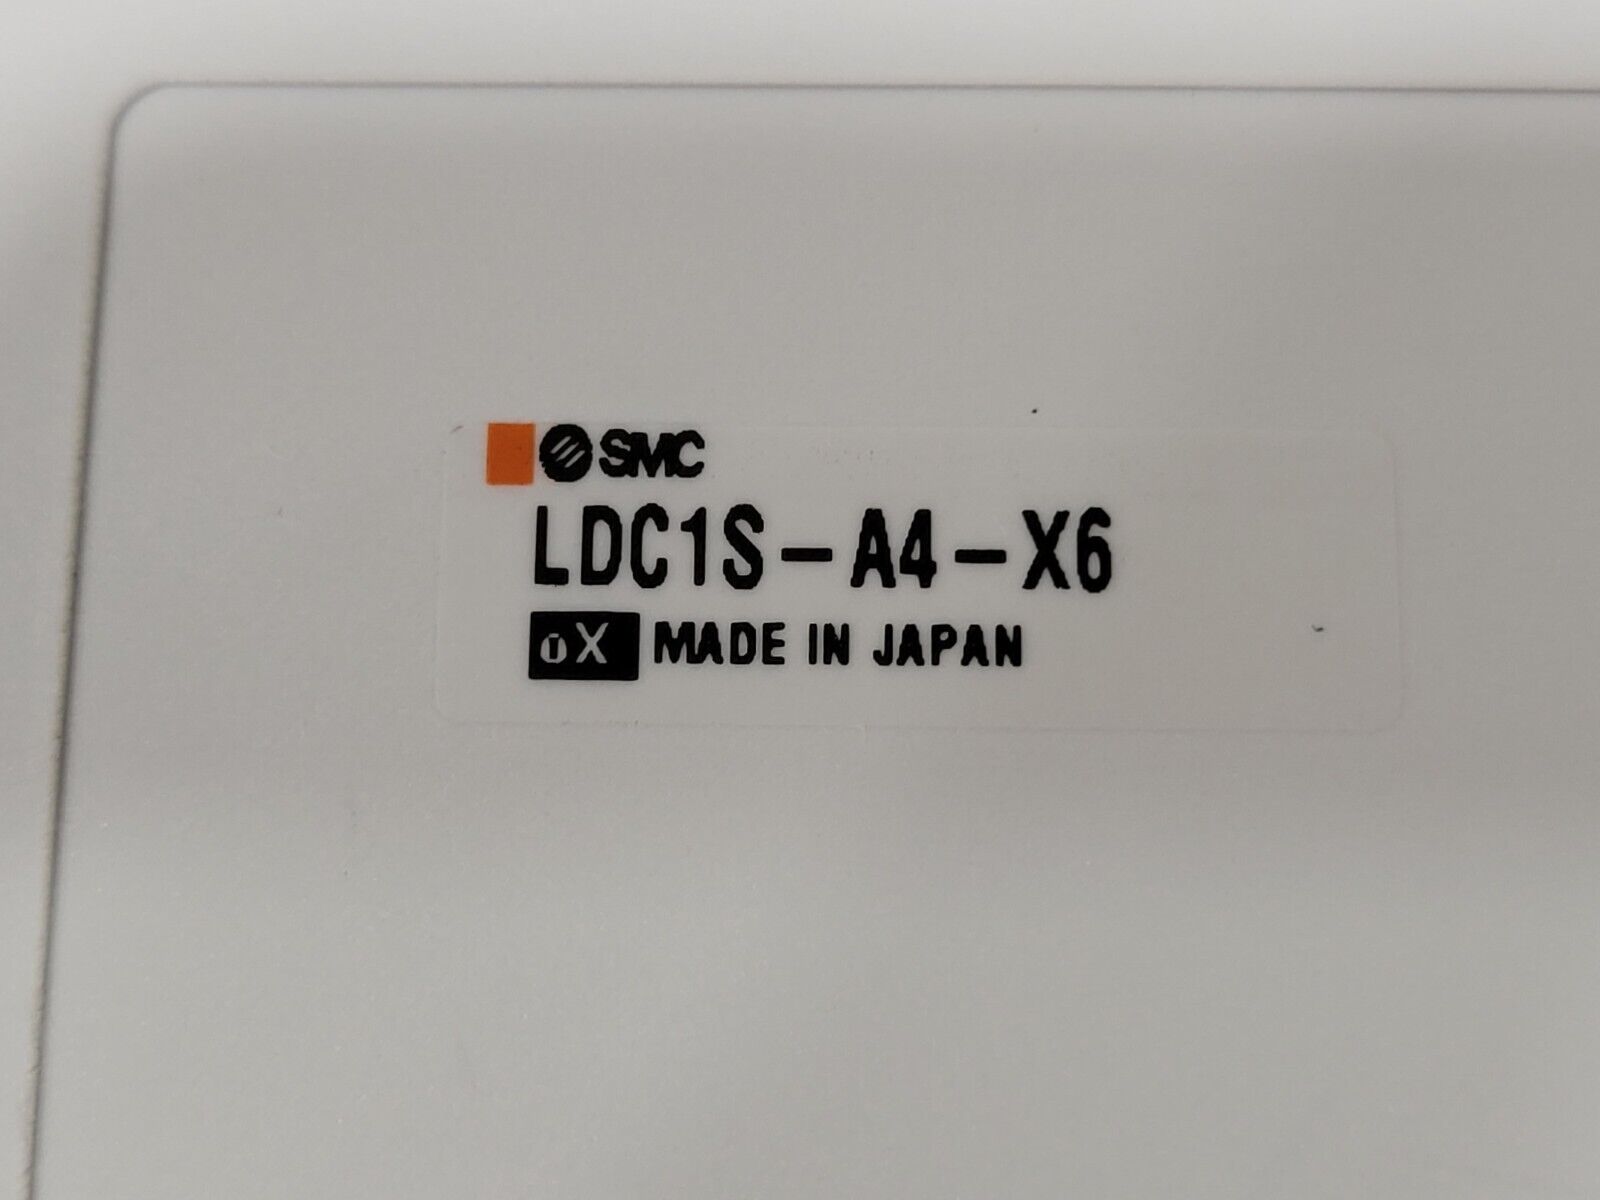 SMC
LDC1S-A4-X6
X MADE IN JAPAN